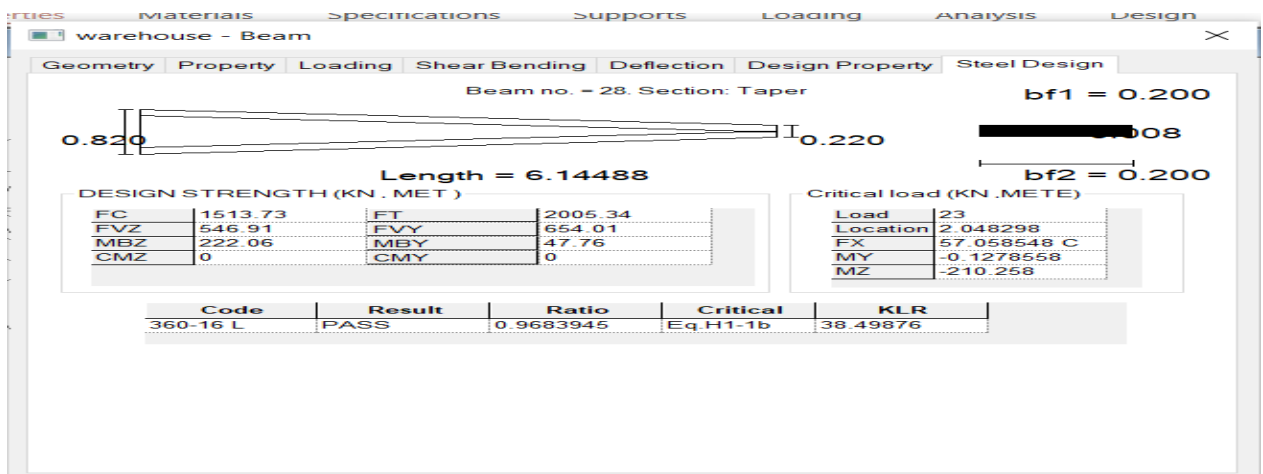 Materials Specifications Supports Loading Analysis Design
warehouse - Beam
Geometry Property Loading Shear Bending Deflection Design Property Steel Design
Beam no. = 28. Section: Taper
bf1 = 0.200
0.820
0.220
008
Length = 6.14488
bf2 = 0.200
DESIGN STRENGTH (KN , MET )
Critical load (KN ,METE)
FC 1513.73 FT 2005.34 Load 23
FVZ 546.91 FVY 654.01 Location 2.048298
MBZ 222.06 MBY 47.76 FX 57.058548 C
CMZ 0 CMY 0 MY -0.1278558
MZ -210.258
Code Result Ratio Critical KLR
360-16 L PASS 0.9683945 Eq.H1-1b 38.49876